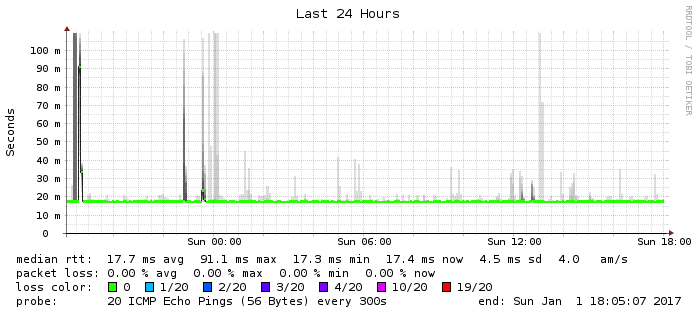 Last 24 Hours
RRDTOOL / TOBI OETIKER
Seconds
100 m
90 m
80 m
70 m
60 m
50 m
40 m
30 m
20 m
10 m
0
Sun 00:00 Sun 06:00 Sun 12:00 Sun 18:00
median rtt: 17.7 ms avg 91.1 ms max 17.3 ms min 17.4 ms now 4.5 ms sd 4.0 am/s
packet loss: 0.00 % avg 0.00 % max 0.00 % min 0.00 % now
loss color: 0 1/20 2/20 3/20 4/20 10/20 19/20
probe: 20 ICMP Echo Pings (56 Bytes) every 300s end: Sun Jan 1 18:05:07 2017